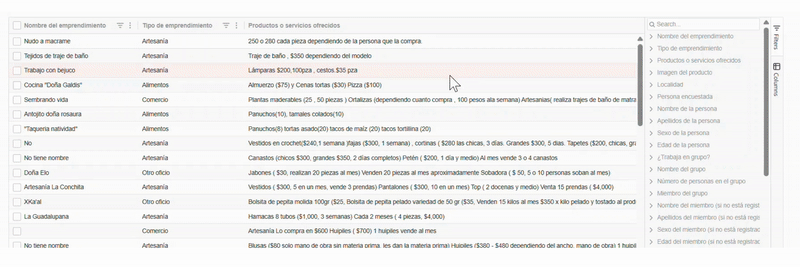 Nombre del emprendimiento Tipo de emprendimiento Productos o servicios ofrecidos
Nudo a macrame Artesanía 250 o 280 cada pieza dependiendo de la persona que la compra
Tejidos de traje de baño Artesanía Traje de baño , $350 dependiendo del modelo
Trabajo con bejuco Artesanía Lámparas $200,100pza , cestos $35 pza
Cocina "Doña Galdis" Alimentos Almuerzo ($75) y Cenas tortas ($30) Pizza ($100)
Sembrando vida Comercio Plantas maderables (25 , 50 piezas ) Ortalizas (dependiendo cuanto compra , 100 pesos ala semana) Artesanias( realiza trajes de baño de matra
Antojito doña rosaura Alimentos Panuchos(10), tamales colados(10)
"Taqueria natividad" Alimentos Panuchos(8) tortas asado(20) tacos de maíz (20) tacos tortillina (20)
No Artesanía Vestidos en crochet($240,1 semana )fajas ($300, 1 semana) , cortinas ( $280 las chicas, 3 días. Grandes $300, 5 dias. Tapetes ($200, chicas, gra
No tiene nombre Artesanía Canastos (chicos $300, grandes $350, 2 días completos) Petén ( $200, 1 día y medio) Al mes vende 3 o 4 canastos
Doña Elo Otro oficio Jabones ( $30, realizan 20 piezas al mes) Venden 20 piezas al mes aproximadamente Sobadora ( $ 50, 5 o 10 personas soban al mes)
Artesanía La Conchita Artesanía Vestidos ( $300, 5 en un mes, vende 3 prendas) Pantalones ( $300, 10 en un mes) Top ( 2 docenas y medio) Venta 15 prendas ( $4,000)
XKa'al Otro oficio Bolsita de pepita molida 100gr ($25, Bolsita de pepita pelado variedad de 50 gr ($35, Venden 15 kilos al mes $350 x kilo pelado y tostado al prod
La Guadalupana Artesanía Hamacas 8 tubos ($1,000, 3 semanas) Cada 2 meses ( 4 piezas, $4,000)
Comercio Artesanía Lo compra en $600 Huipiles ( $700) 1 huipiles vende al mes
No tiene nombre Artesanía Blusas ($80 solo mano de obra sin materia prima, les dan la materia prima) Huipiles ($380 - $480 dependiendo del ancho, mano de obra) 1 huipil
Search...
Nombre del emprendimiento
Tipo de emprendimiento
Productos o servicios ofrecidos
Imagen del producto
Localidad
Persona encuestada
Nombre de la persona
Apellidos de la persona
Sexo de la persona
Edad de la persona
¿Trabaja en grupo?
Nombre del grupo
Número de personas en el grupo
Miembro del grupo
Nombre del miembro (si no está registra
Apellidos del miembro (si no está regist
Sexo del miembro (si no está registrad
Edad del miembro (si no está registrad
Filters
Columns